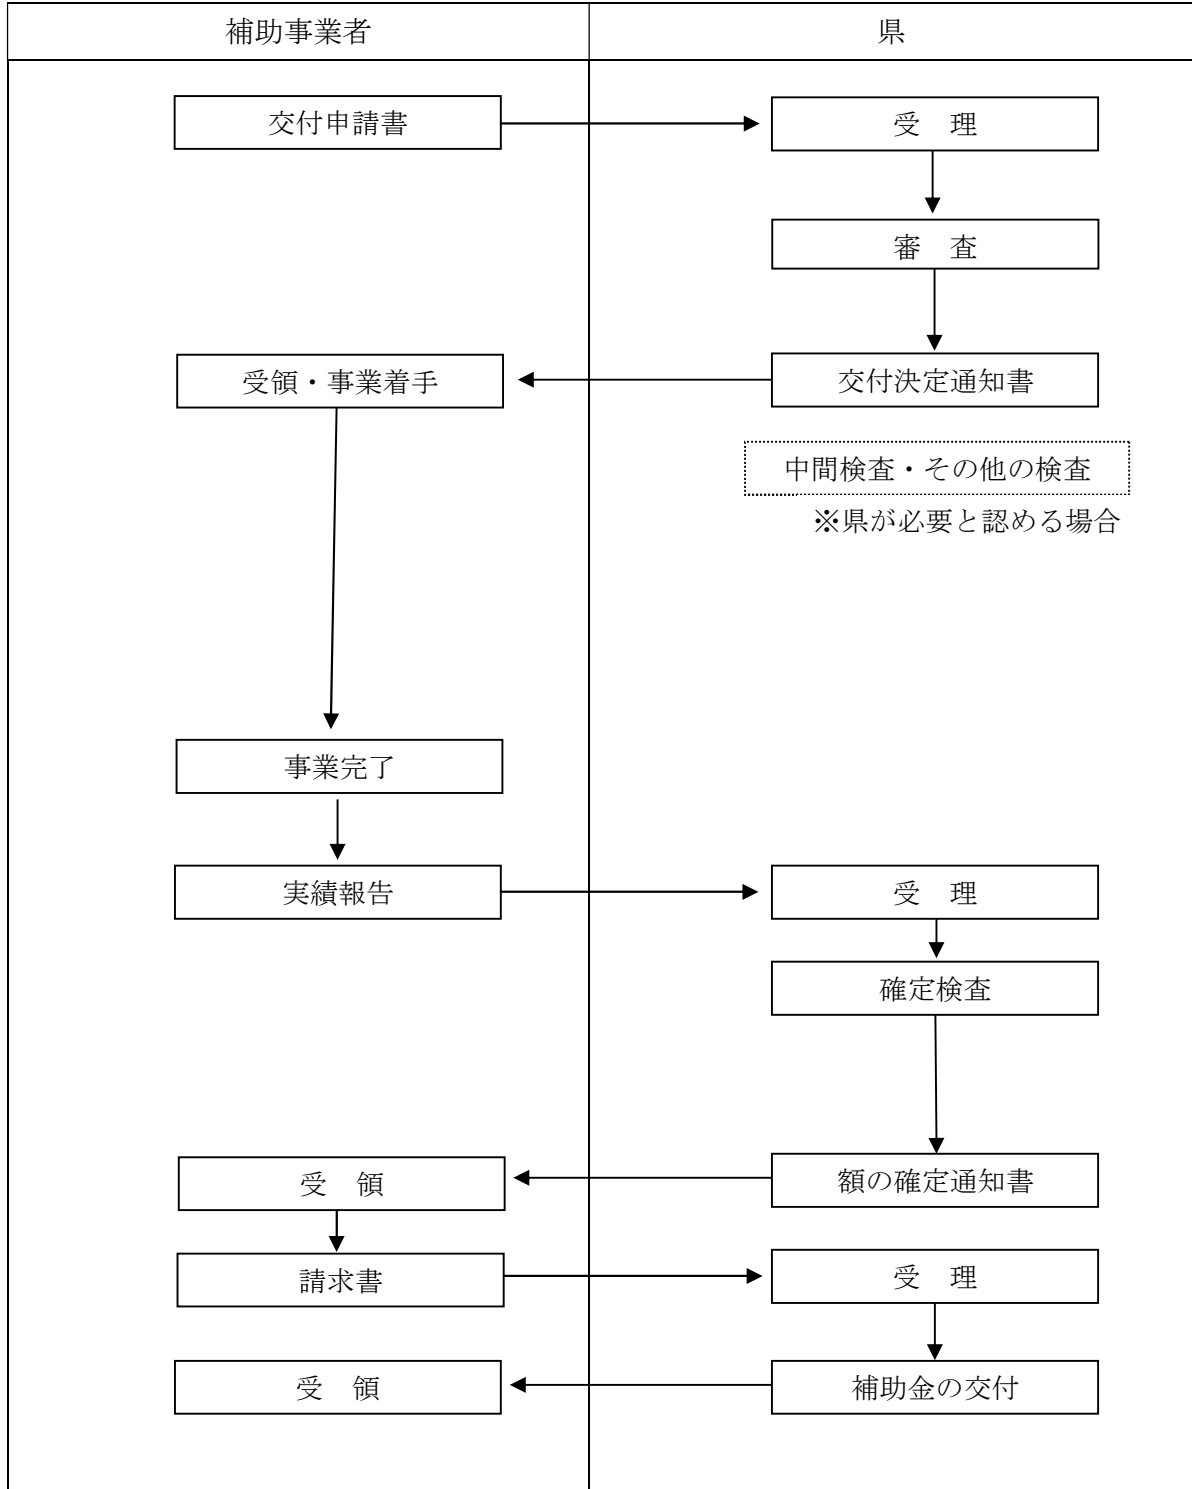 補助事業者
県
交付申請書
受　理
審　査
受領・事業着手
交付決定通知書
中間検査・その他の検査
※県が必要と認める場合
事業完了
実績報告
受　理
確定検査
受　領
額の確定通知書
請求書
受　理
受　領
補助金の交付